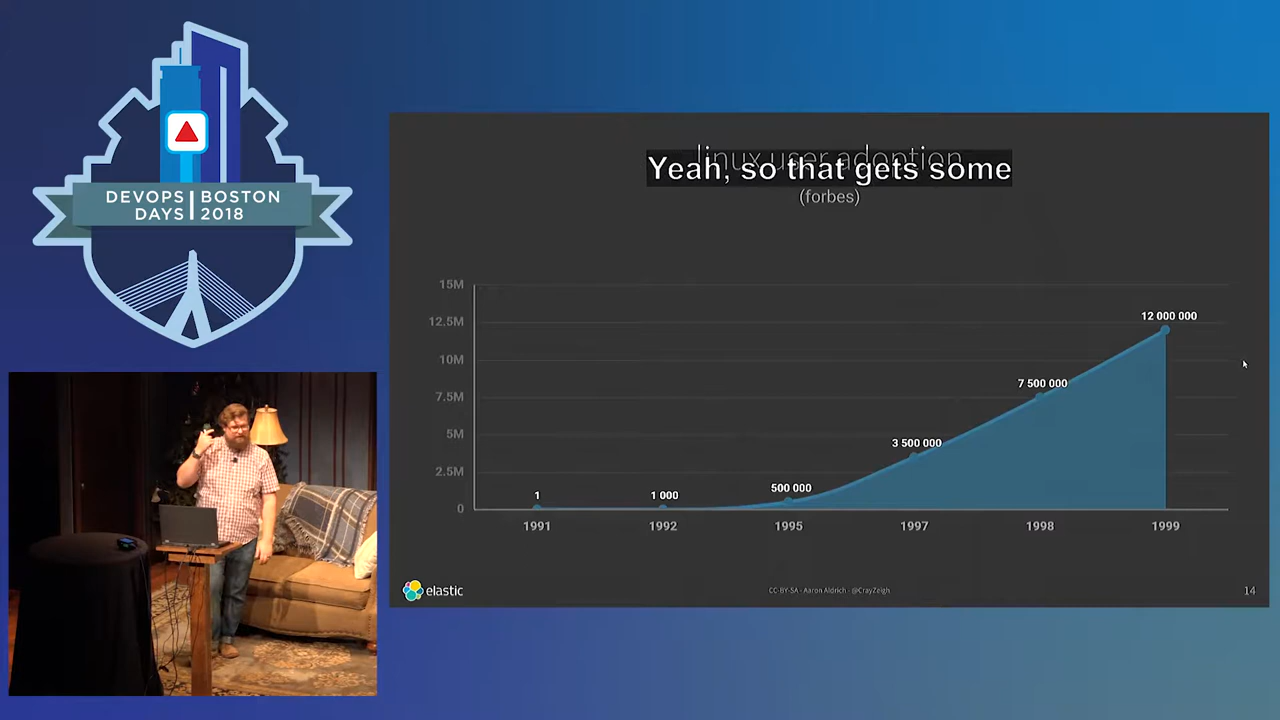 DEVOPS BOSTON
DAYS 2018
linux user adoption
Yeah, so that gets some
(forbes)
15M
12.5M
10M
7.5M
5M
2.5M
0
1
1 000
500 000
3 500 000
7 500 000
12 000 000
1991 1992 1995 1997 1998 1999
elastic
CC-BY-SA - Aaron Aldrich - @CrayZeigh
14